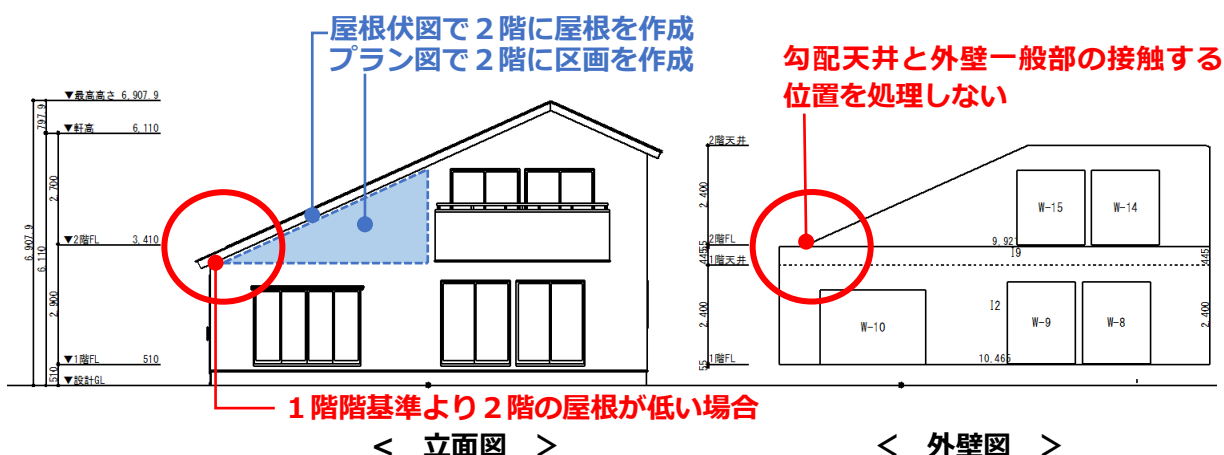 屋根伏図で２階に屋根を作成
プラン図で２階に区画を作成
勾配天井と外壁一般部の接触する
位置を処理しない
▼最高高さ 6,907.9
▼軒高 6,110
▼2階FL 3,410
▼1階FL 510
▼設計GL
797.9
2,700
6,907.9
6,110
2,900
510
2階天井
2,400
2階FL
55
445
1階天井
2,400
1階FL
55
W-15
W-14
9,921
I9
445
I2
W-10
W-9
W-8
2,400
10,465
１階階基準より２階の屋根が低い場合
＜ 立面図 ＞
＜ 外壁図 ＞